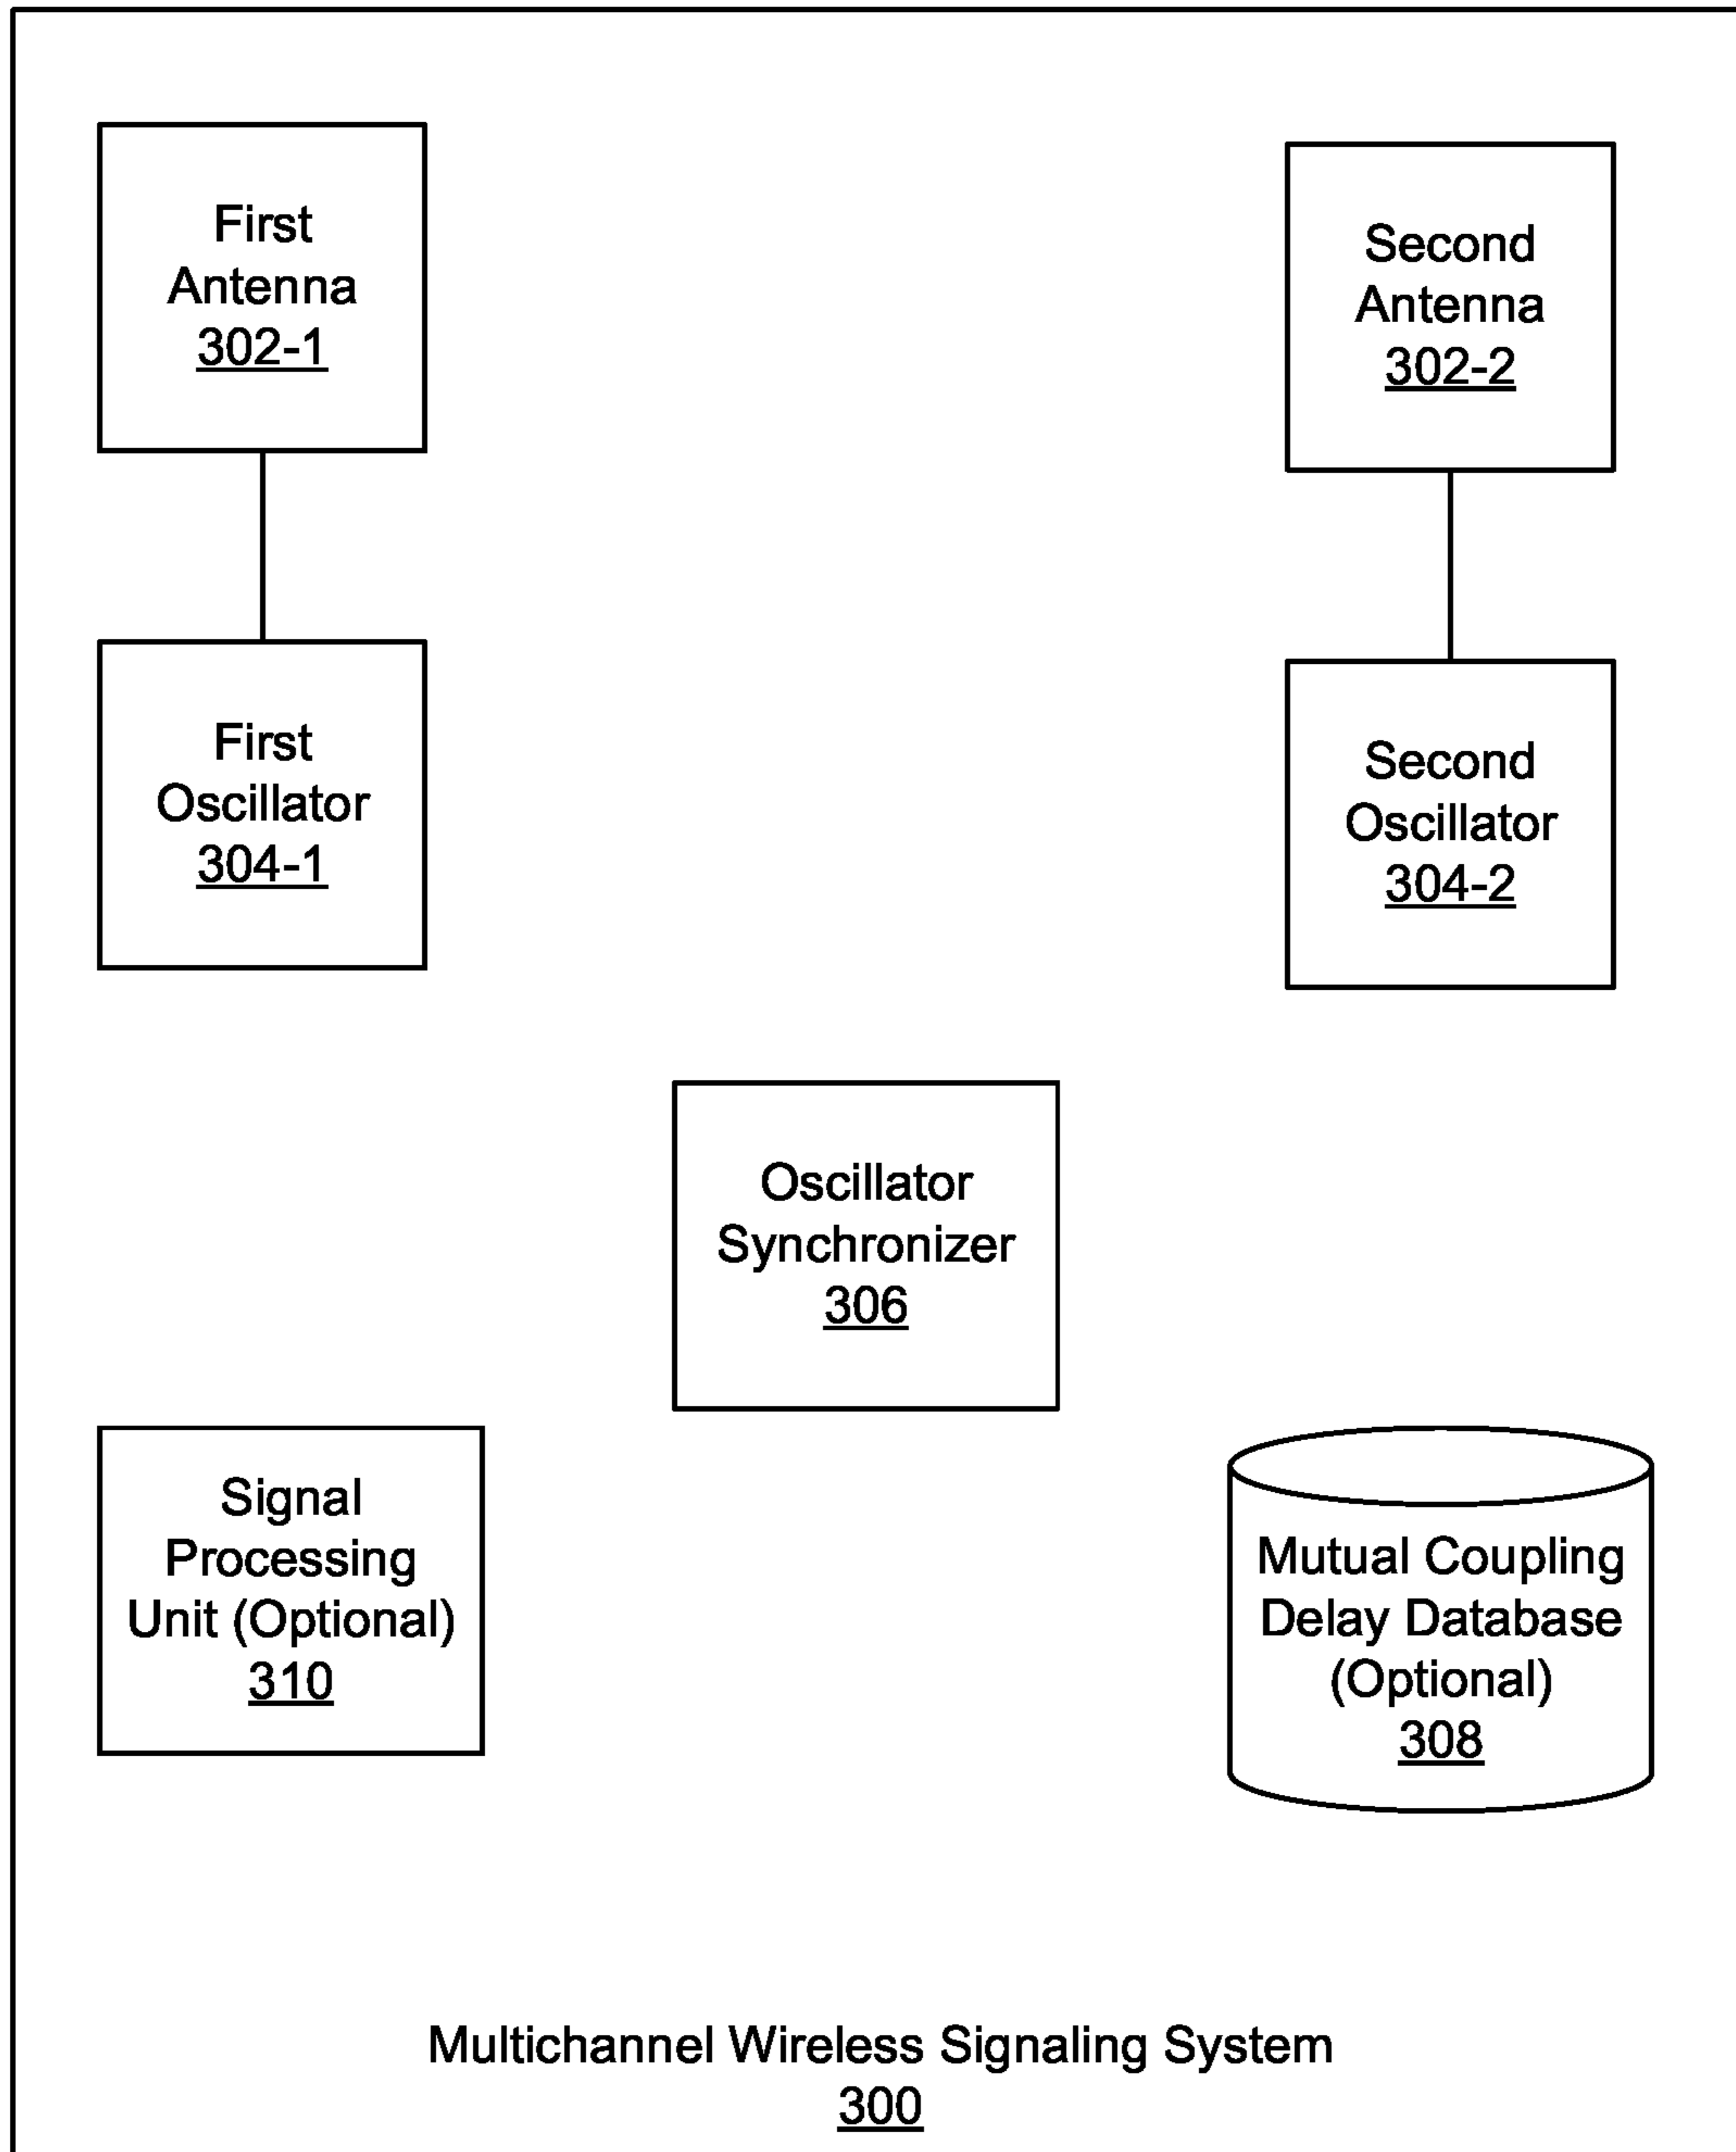 First
Antenna
302-1
Second
Antenna
302-2
First
Oscillator
304-1
Second
Oscillator
304-2
Oscillator
Synchronizer
306
Signal
Processing
Unit (Optional)
310
Mutual Coupling
Delay Database
(Optional)
308
Multichannel Wireless Signaling System
300